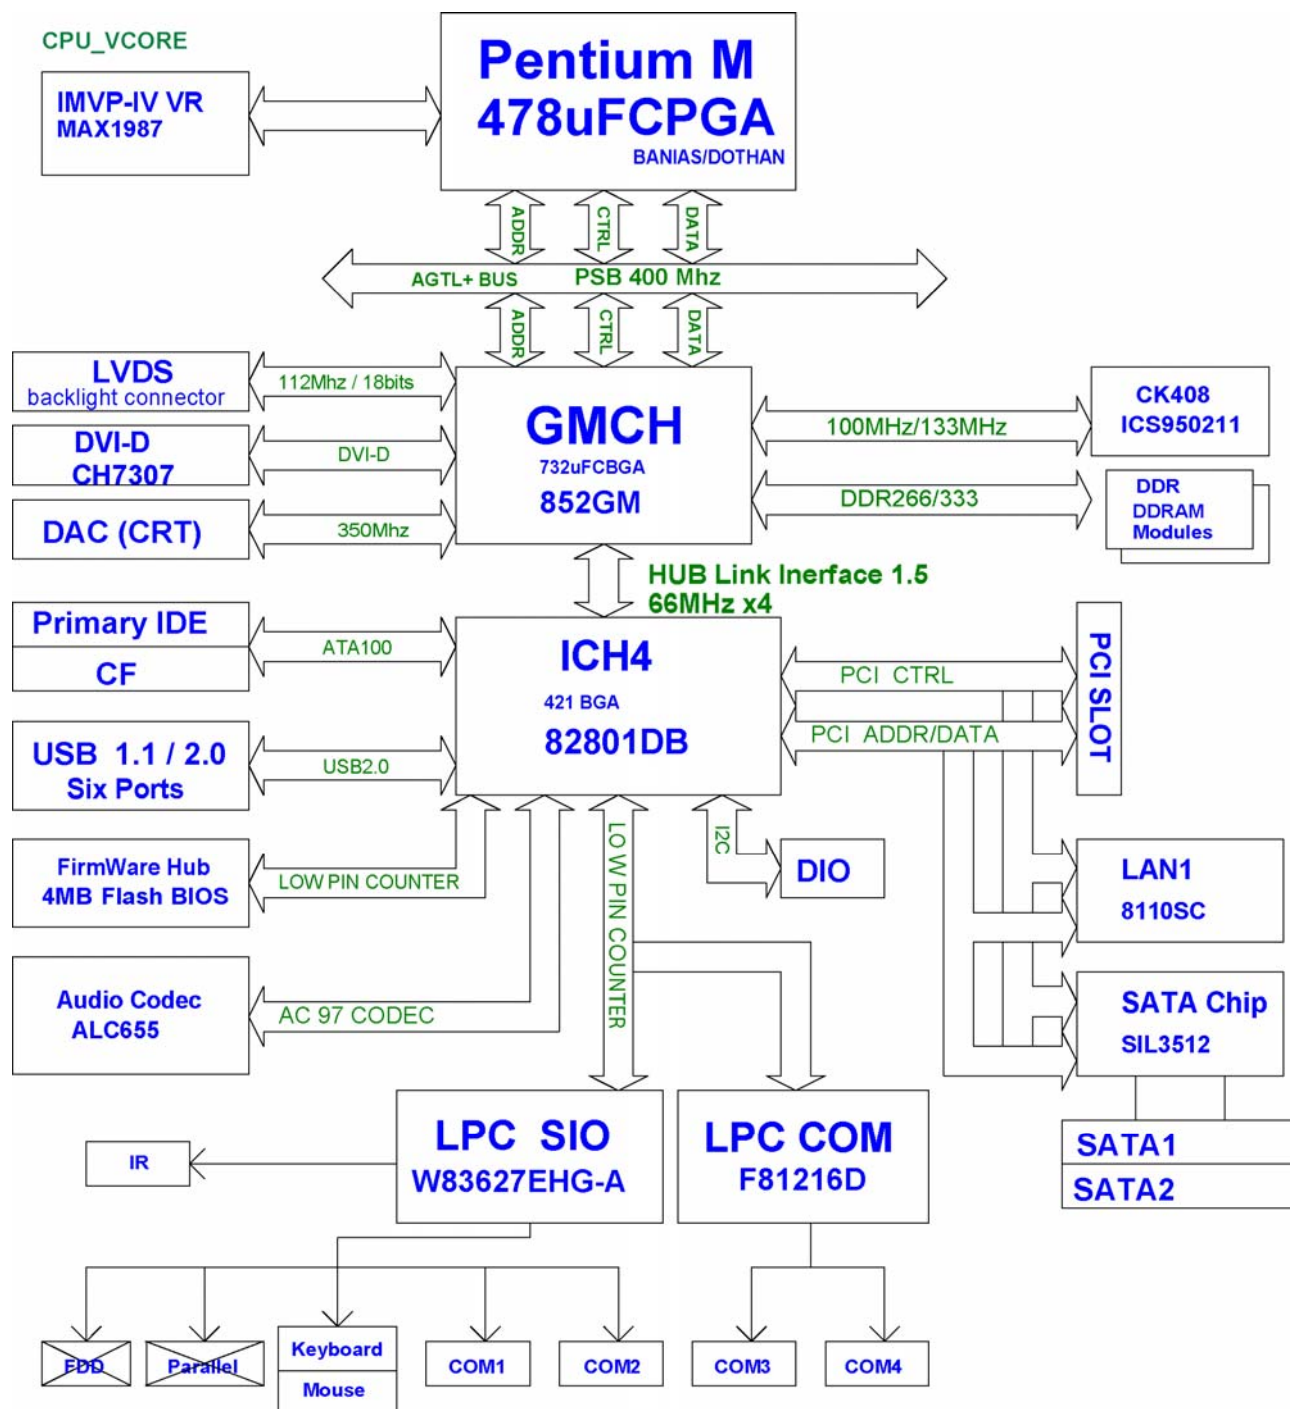 CPU_VCORE
IMVP-IV VR
MAX1987
Pentium M
478uFCPGA
BANIAS/DOTHAN
ADDR
CTRL
DATA
AGTL+ BUS
PSB 400 Mhz
ADDR
CTRL
DATA
LVDS
backlight connector
112Mhz / 18bits
DVI-D
CH7307
DVI-D
DAC (CRT)
350Mhz
GMCH
732uFCBGA
852GM
100MHz/133MHz
CK408
ICS950211
DDR266/333
DDR
DDRAM
Modules
HUB Link Inerface 1.5
66MHz x4
Primary IDE
CF
ATA100
ICH4
421 BGA
82801DB
PCI CTRL
PCI ADDR/DATA
PCI SLOT
USB 1.1 / 2.0
Six Ports
USB2.0
FirmWare Hub
4MB Flash BIOS
LOW PIN COUNTER
LOW PIN COUNTER
I2C
DIO
LAN1
8110SC
Audio Codec
ALC655
AC 97 CODEC
SATA Chip
SIL3512
LPC SIO
W83627EHG-A
LPC COM
F81216D
IR
SATA1
SATA2
FDD
Parallel
Keyboard
Mouse
COM1
COM2
COM3
COM4